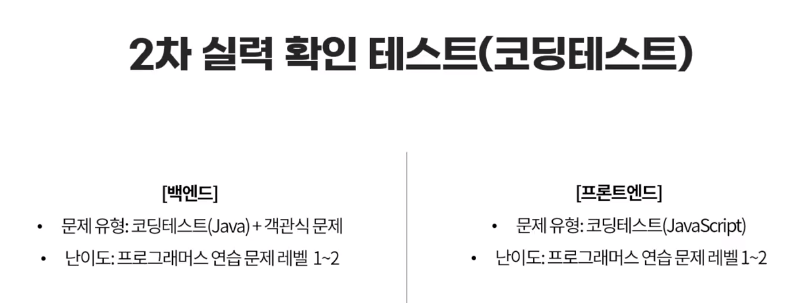 2차 실력 확인 테스트(코딩테스트)
[백엔드]
• 문제 유형: 코딩테스트(Java) + 객관식 문제
• 난이도: 프로그래머스 연습 문제 레벨 1~2
[프론트엔드]
• 문제 유형: 코딩테스트(JavaScript)
• 난이도: 프로그래머스 연습 문제 레벨 1~2